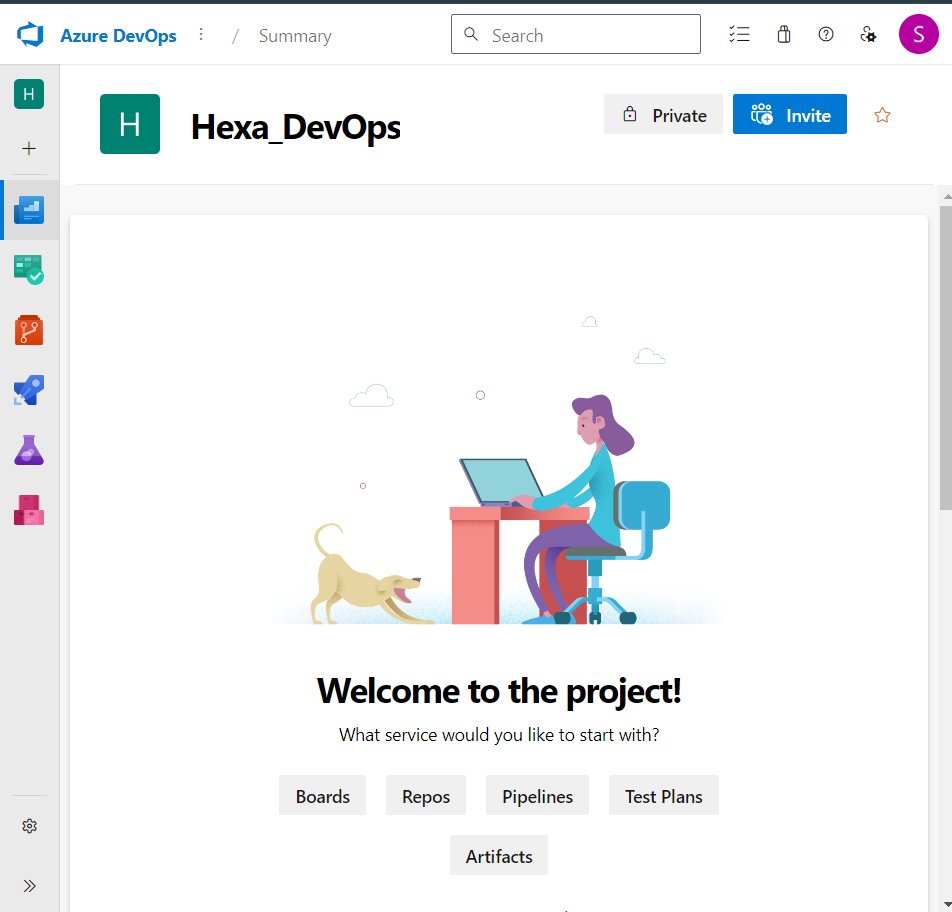 Azure DevOps / Summary
Search
S
H
H
Hexa_DevOps
Private
Invite
Welcome to the project!
What service would you like to start with?
Boards
Repos
Pipelines
Test Plans
Artifacts